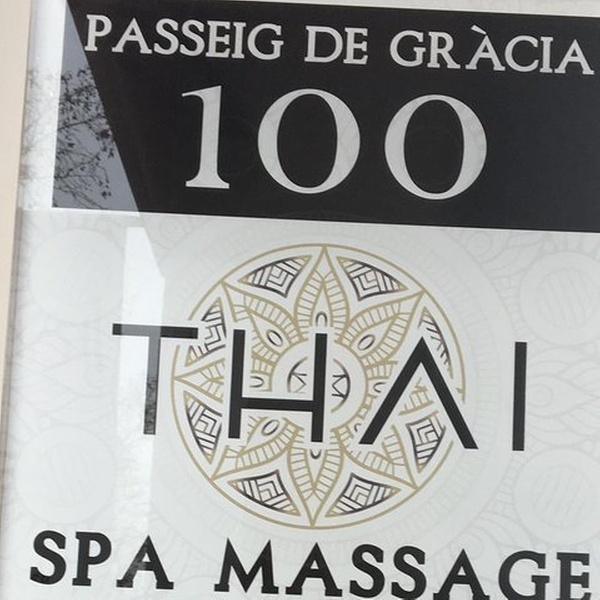 PASSEIG DE GRÀCIA
100
THAI
SPA MASSAGE